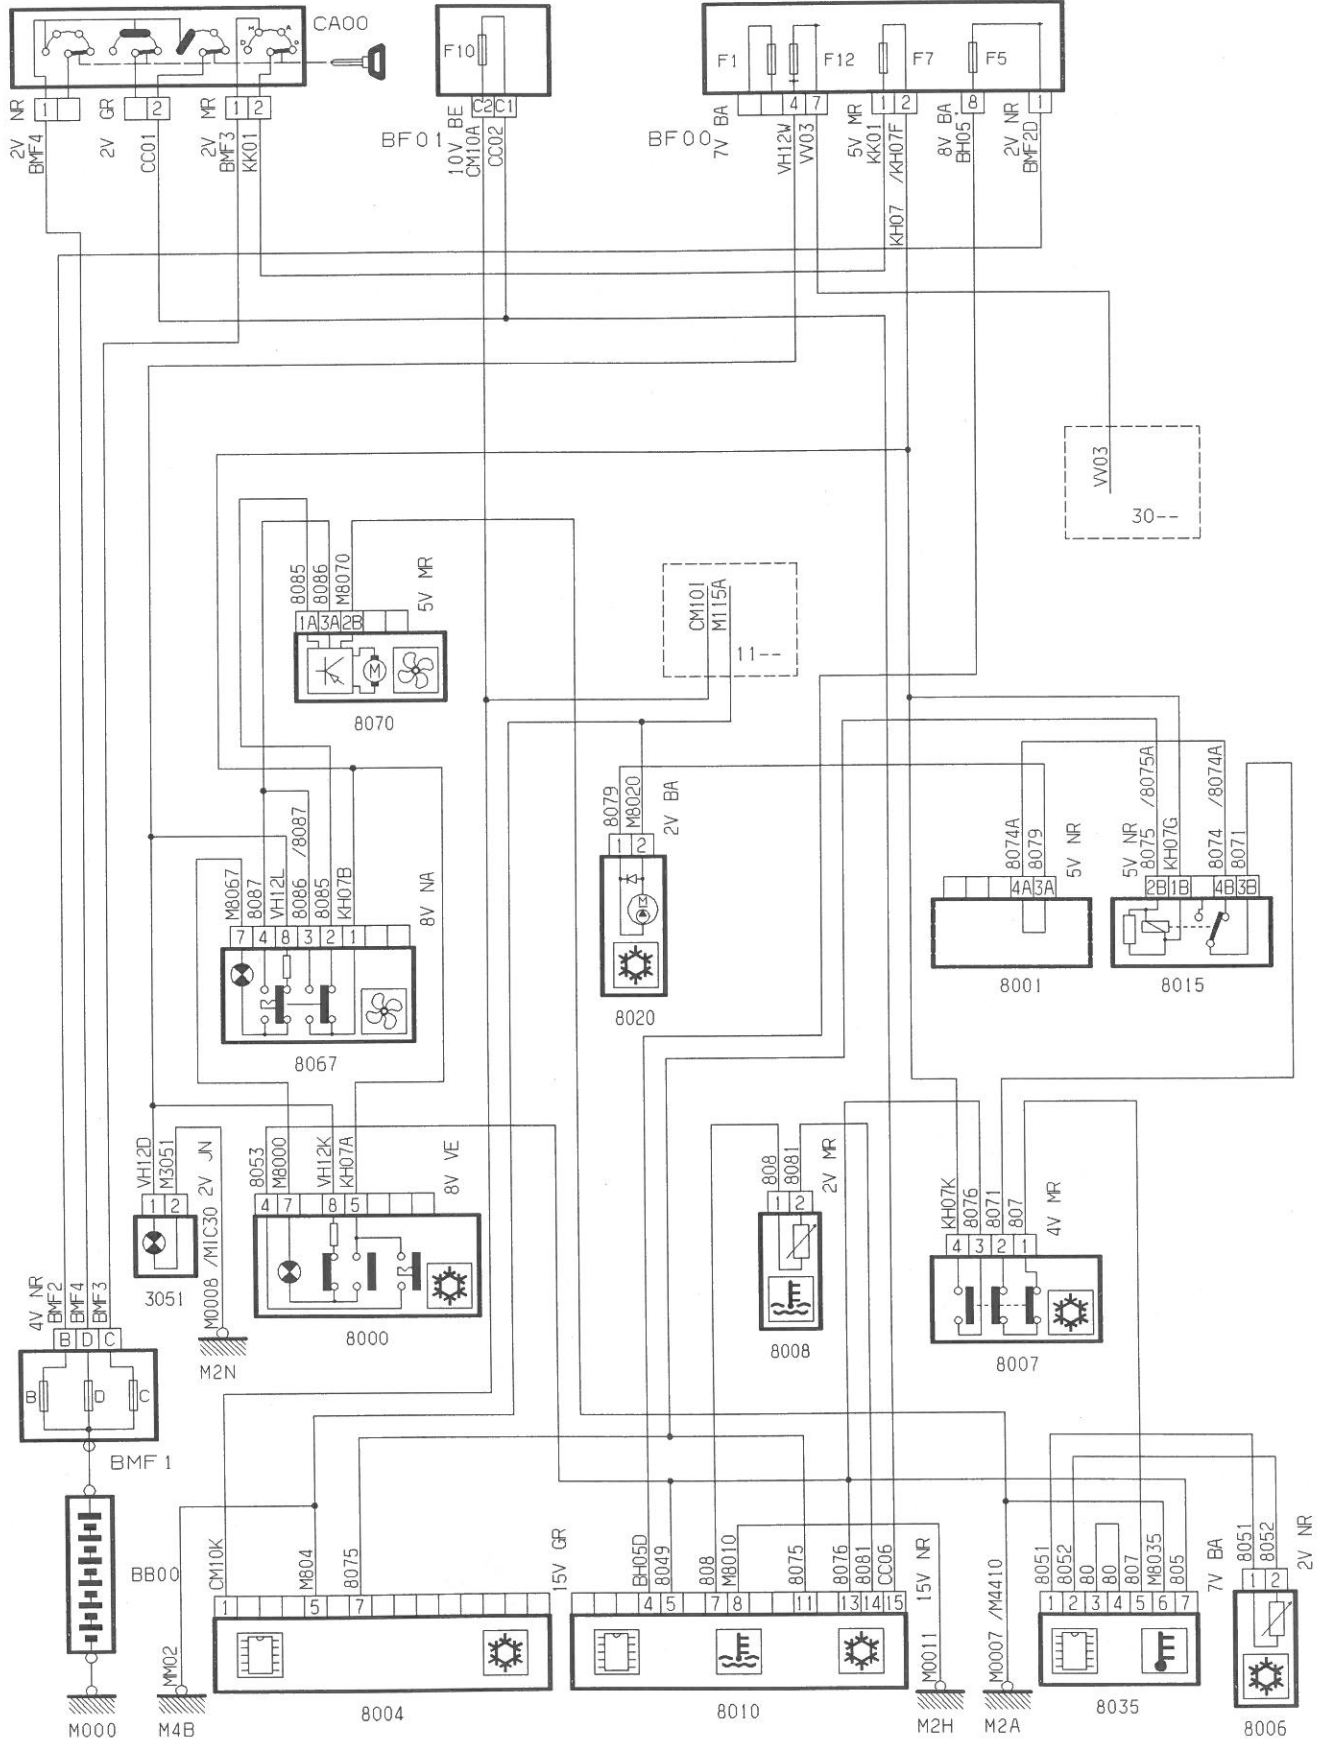 CA00
M A
D D
1
1 2
2
2V NR
BMF4
2V GR
CC01
2V MR
BMF3
KK01
F10
C2 C1
BF01
10V BE
CM10A
CC02
F1 F12 F7 F5
4 7 1 2 8 1
BF00
7V BA
VH12W
VV03
5V MR
KK01
KH07 /KH07F
8V BA
BH05
2V NR
BMF2D
VV03
30--
CM101
M115A
11--
8085
8086
M8070
5V MR
1A 3A 2B
M
8070
8079
M8020
2V BA
1 2
M
8020
8074A
8079
5V NR
4A 3A
8001
5V NR
8075 /8075A
KH07G
8074 /8074A
8071
2B 1B 4B 3B
8015
M8067
8087
VH12L
8086 /8087
8085
KH07B
8V NA
7 4 8 3 2 1
8067
VH12D
M3051
2V JN
1 2
3051
M0008 /MIC30
M2N
8053
M8000
VH12K
KH07A
8V VE
4 7 8 5
8000
808
8081
2V MR
1 2
8008
KH07K
8076
8071
807
4V MR
4 3 2 1
8007
4V NR
BMF2
BMF4
BMF3
B D C
B D C
BMF1
BB00
M000
MM02
M4B
CM10K
M804
8075
15V GR
1 5 7
8004
BH05D
8049
808
M8010
8075
8076
8081
CC06
15V NR
4 5 7 8 11 13 14 15
8010
M0011
M2H
M0007 /M4410
M2A
8051
8052
80
80
807
M8035
805
7V BA
1 2 3 4 5 6 7
8035
8051
8052
2V NR
1 2
8006